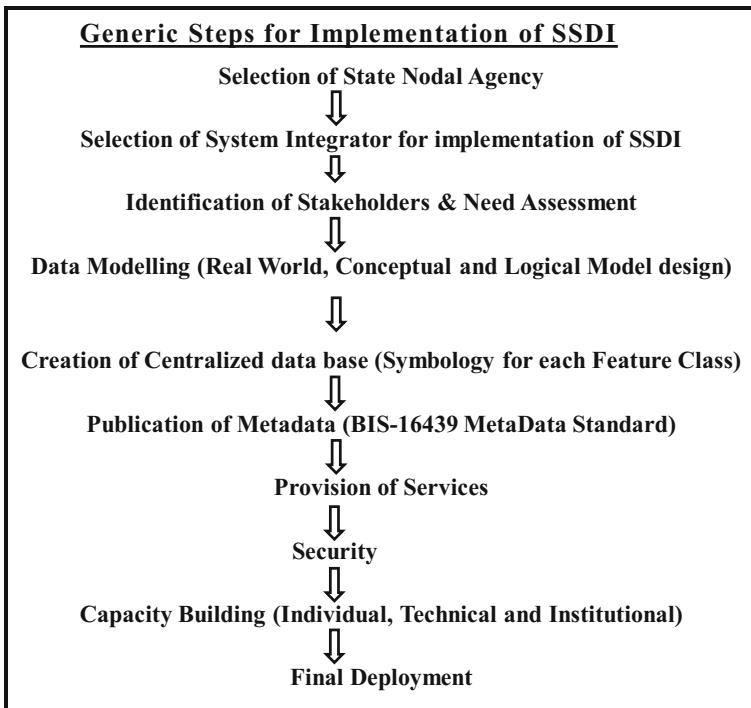 Generic Steps for Implementation of SSDI
Selection of State Nodal Agency
Selection of System Integrator for implementation of SSDI
Identification of Stakeholders & Need Assessment
Data Modelling (Real World, Conceptual and Logical Model design)
Creation of Centralized data base (Symbology for each Feature Class)
Publication of Metadata (BIS-16439 MetaData Standard)
Provision of Services
Security
Capacity Building (Individual, Technical and Institutional)
Final Deployment